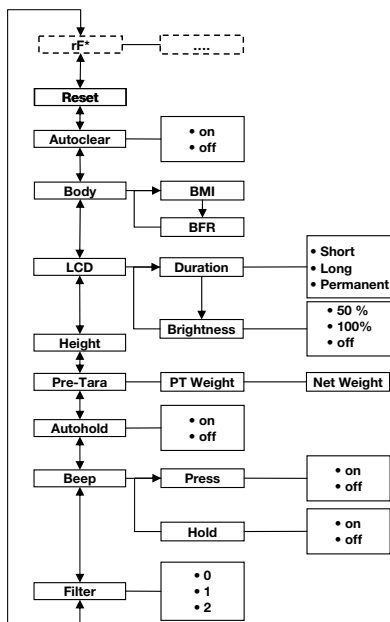 rF*
....
Reset
Autoclear
• on
• off
Body
BMI
BFR
LCD
Duration
• Short
• Long
• Permanent
Brightness
• 50 %
• 100%
• off
Height
Pre-Tara
PT Weight
Net Weight
Autohold
• on
• off
Beep
Press
• on
• off
Hold
• on
• off
Filter
• 0
• 1
• 2